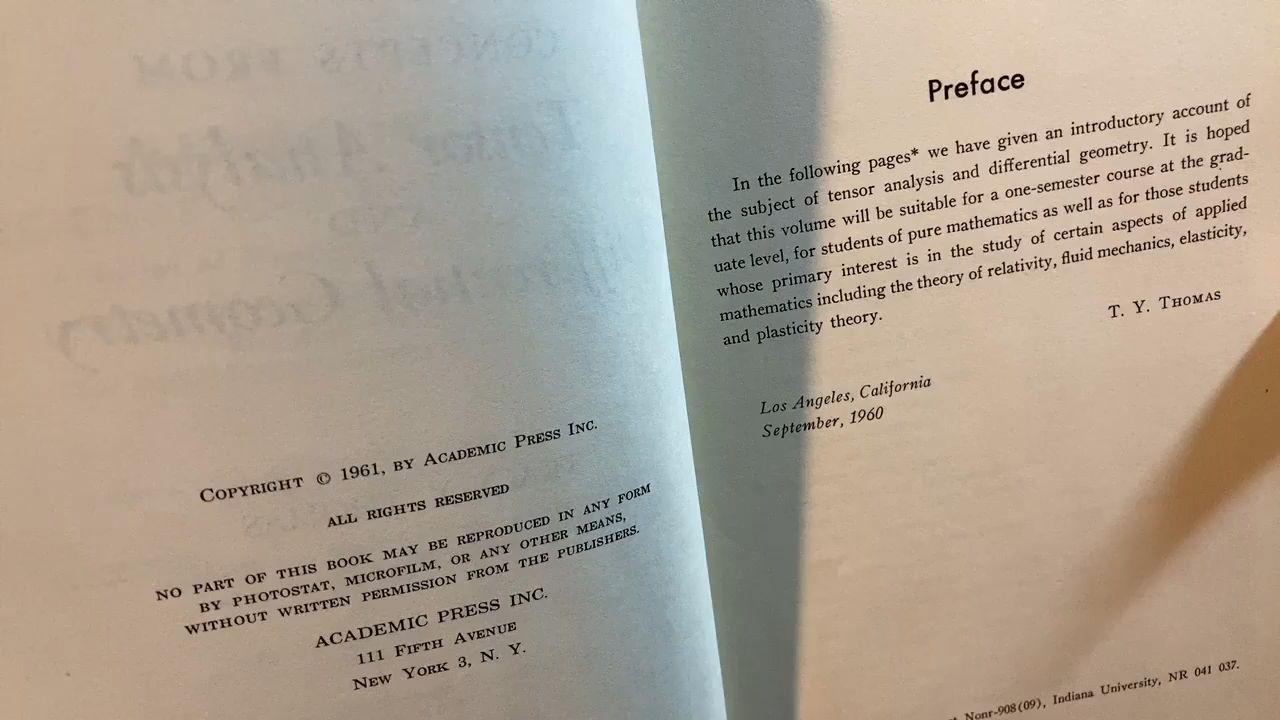 COPYRIGHT © 1961, BY ACADEMIC PRESS INC.
ALL RIGHTS RESERVED
NO PART OF THIS BOOK MAY BE REPRODUCED IN ANY FORM
BY PHOTOSTAT, MICROFILM, OR ANY OTHER MEANS,
WITHOUT WRITTEN PERMISSION FROM THE PUBLISHERS.
ACADEMIC PRESS INC.
111 FIFTH AVENUE
NEW YORK 3, N. Y.
Preface
In the following pages* we have given an introductory account of
the subject of tensor analysis and differential geometry. It is hoped
that this volume will be suitable for a one-semester course at the grad-
uate level, for students of pure mathematics as well as for those students
whose primary interest is in the study of certain aspects of applied
mathematics including the theory of relativity, fluid mechanics, elasticity,
and plasticity theory.
T. Y. THOMAS
Los Angeles, California
September, 1960
Nonr-908(09), Indiana University, NR 041 037.